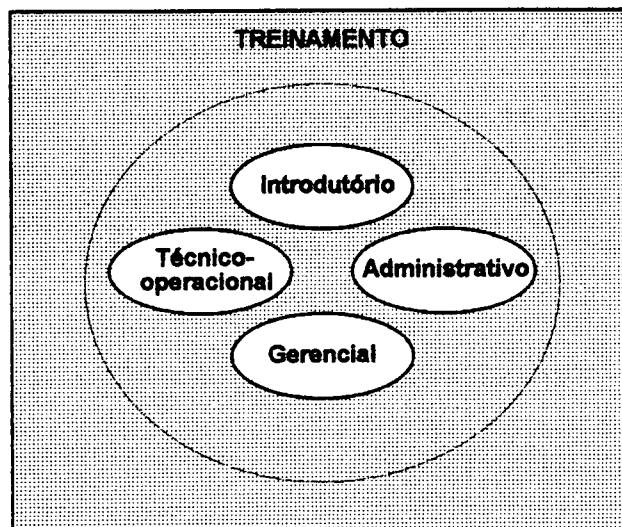 TREINAMENTO
Introdutório
Técnico-
operacional
Administrativo
Gerencial